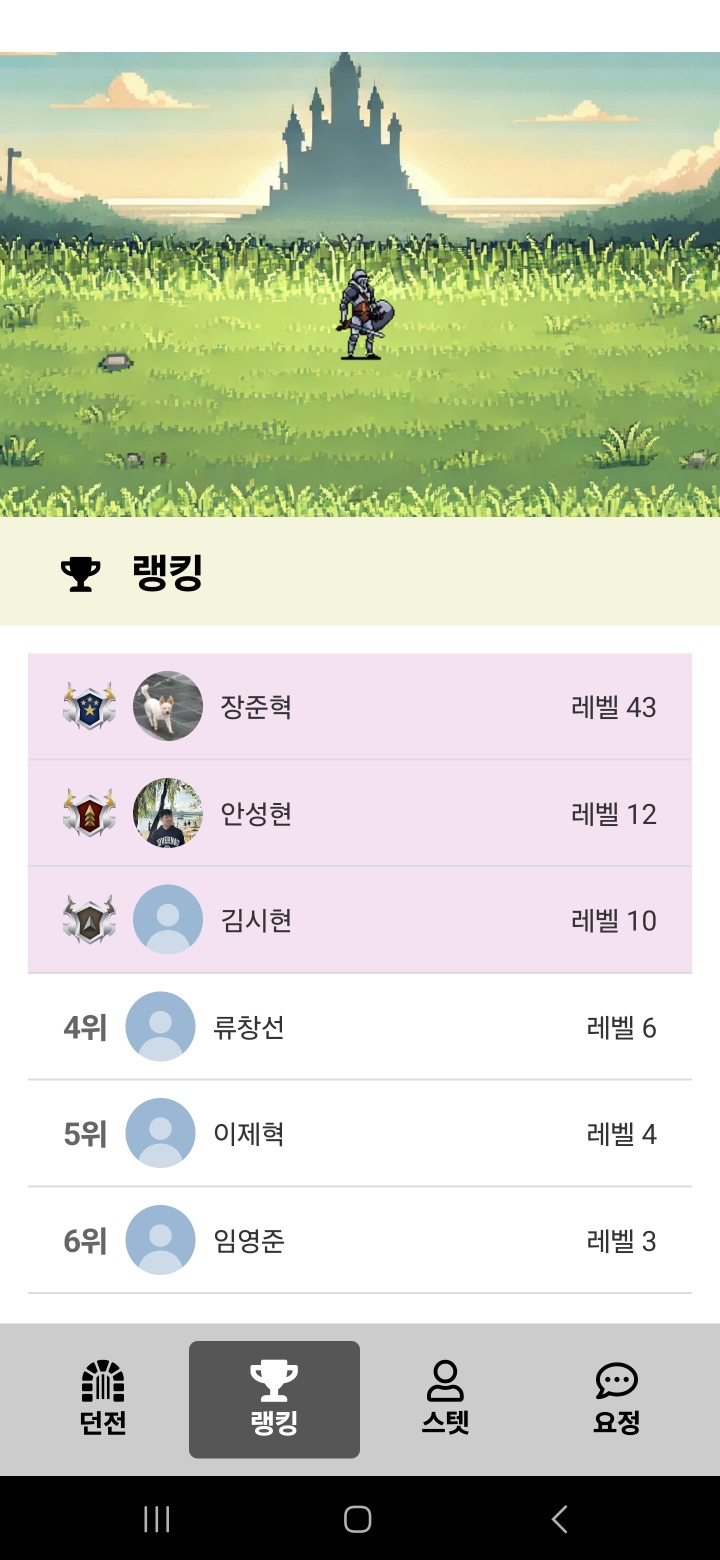 랭킹
장준혁 레벨 43
안성현 레벨 12
김시현 레벨 10
4위 류창선 레벨 6
5위 이제혁 레벨 4
6위 임영준 레벨 3
던전 랭킹 스텟 요정